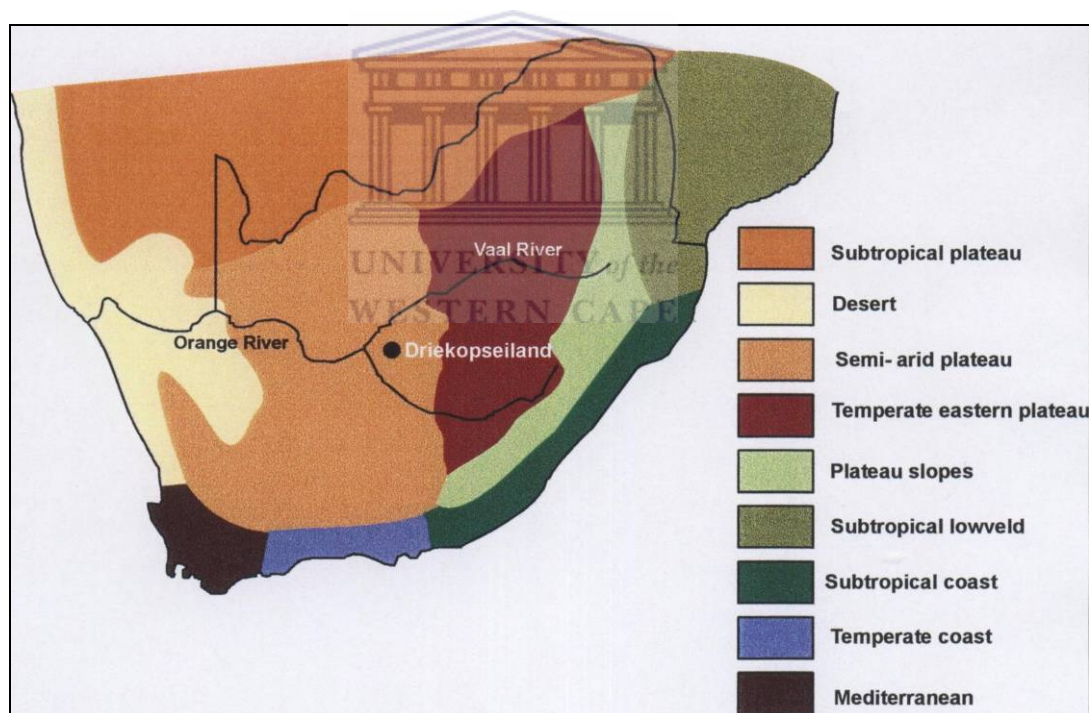 Vaal River
UNIVERSITY of the
WESTERN CAPE
Orange River
Driekopseiland
Subtropical plateau
Desert
Semi- arid plateau
Temperate eastern plateau
Plateau slopes
Subtropical lowveld
Subtropical coast
Temperate coast
Mediterranean